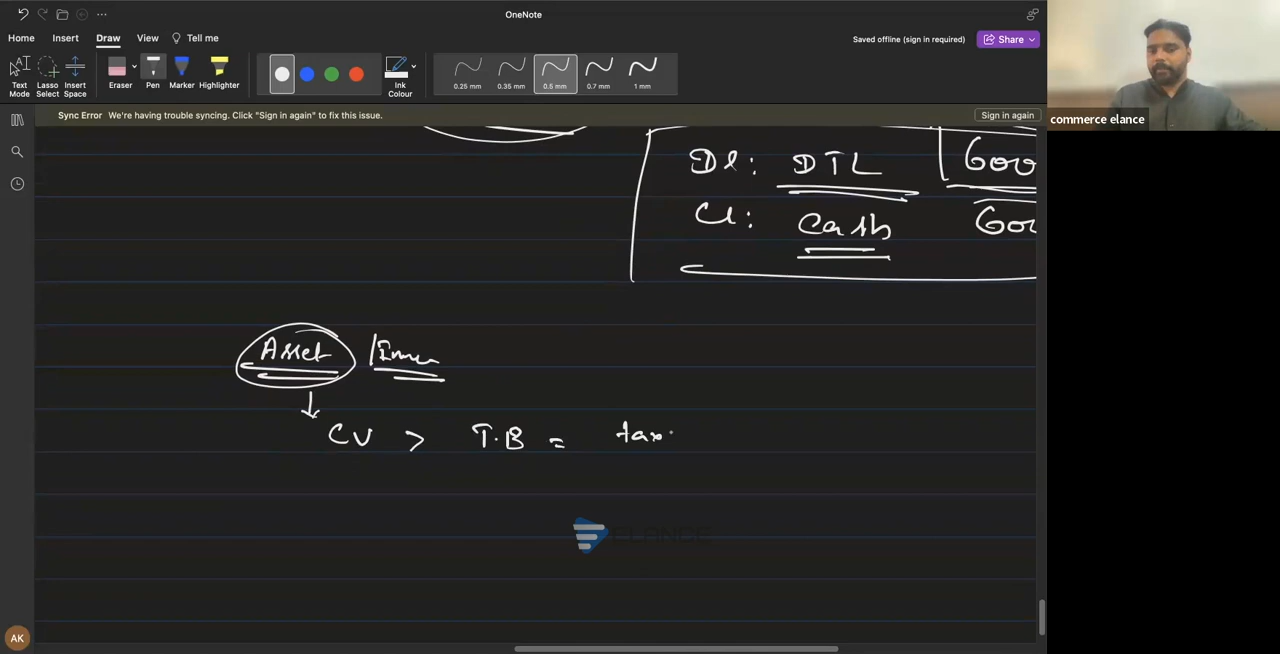 OneNote
Home Insert Draw View Tell me
Saved offline (sign in required) Share
Text Mode Lasso Select Insert Space Eraser Pen Marker Highlighter Ink Colour 0.25 mm 0.35 mm 0.5 mm 0.7 mm 1 mm
Sync Error We're having trouble syncing. Click "Sign in again" to fix this issue. Sign in again
commerce elance
DTL 600
Cash 600
Asset
CV > T.B = tax
ELANCE
AK